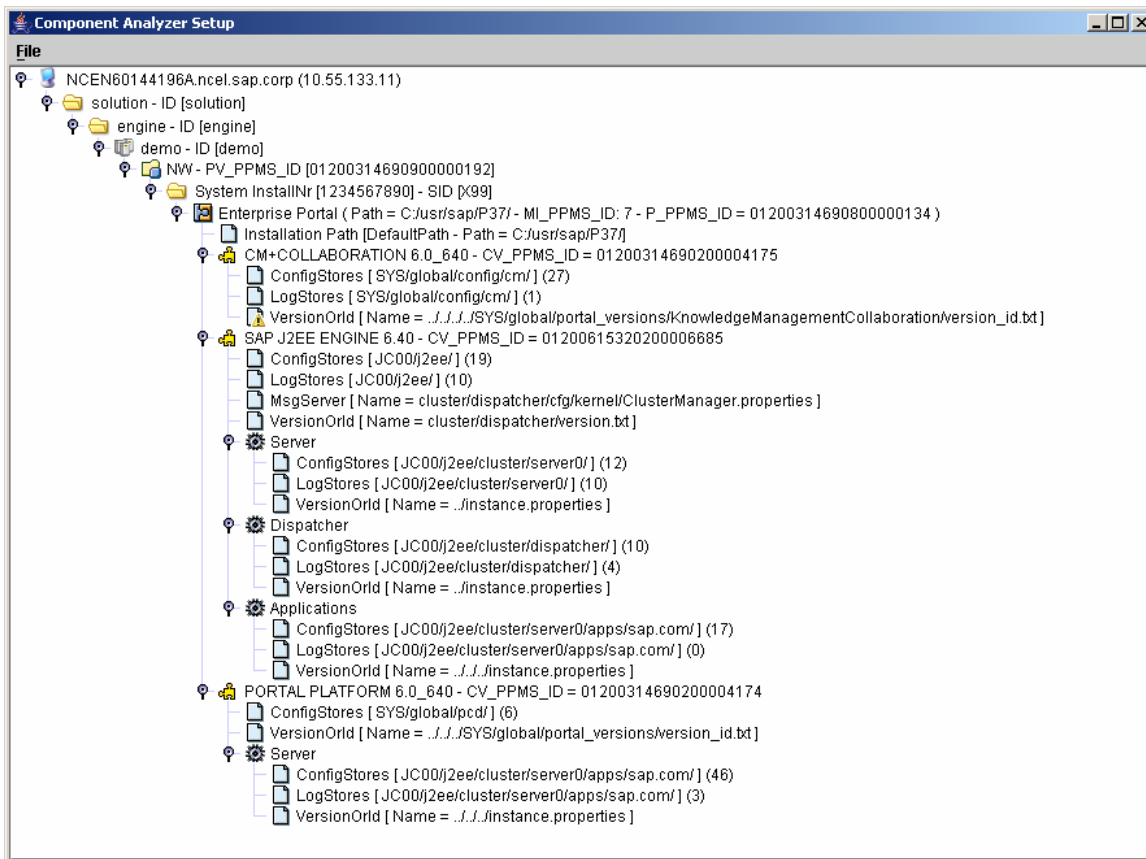 Component Analyzer Setup
File
NCEN60144196A.ncel.sap.corp (10.55.133.11)
solution - ID [solution]
engine - ID [engine]
demo - ID [demo]
NW - PV_PPMS_ID [01200314690900000192]
System InstallNr [1234567890] - SID [X99]
Enterprise Portal ( Path = C:/usr/sap/P37/ - MI_PPMS_ID: 7 - P_PPMS_ID = 01200314690800000134 )
Installation Path [DefaultPath - Path = C:/usr/sap/P37/]
CM+COLLABORATION 6.0_640 - CV_PPMS_ID = 01200314690200004175
ConfigStores [ SYS/global/config/cm/ ] (27)
LogStores [ SYS/global/config/cm/ ] (1)
VersionOrId [ Name = ../../../../SYS/global/portal_versions/KnowledgeManagementCollaboration/version_id.txt ]
SAP J2EE ENGINE 6.40 - CV_PPMS_ID = 01200615320200006685
ConfigStores [ JC00/j2ee/ ] (19)
LogStores [ JC00/j2ee/ ] (10)
MsgServer [ Name = cluster/dispatcher/cfg/kernel/ClusterManager.properties ]
VersionOrId [ Name = cluster/dispatcher/version.txt ]
Server
ConfigStores [ JC00/j2ee/cluster/server0/ ] (12)
LogStores [ JC00/j2ee/cluster/server0/ ] (10)
VersionOrId [ Name = ../instance.properties ]
Dispatcher
ConfigStores [ JC00/j2ee/cluster/dispatcher/ ] (10)
LogStores [ JC00/j2ee/cluster/dispatcher/ ] (4)
VersionOrId [ Name = ../instance.properties ]
Applications
ConfigStores [ JC00/j2ee/cluster/server0/apps/sap.com/ ] (17)
LogStores [ JC00/j2ee/cluster/server0/apps/sap.com/ ] (0)
VersionOrId [ Name = ../../../instance.properties ]
PORTAL PLATFORM 6.0_640 - CV_PPMS_ID = 01200314690200004174
ConfigStores [ SYS/global/pcd/ ] (6)
VersionOrId [ Name = ../../../SYS/global/portal_versions/version_id.txt ]
Server
ConfigStores [ JC00/j2ee/cluster/server0/apps/sap.com/ ] (46)
LogStores [ JC00/j2ee/cluster/server0/apps/sap.com/ ] (3)
VersionOrId [ Name = ../../../instance.properties ]